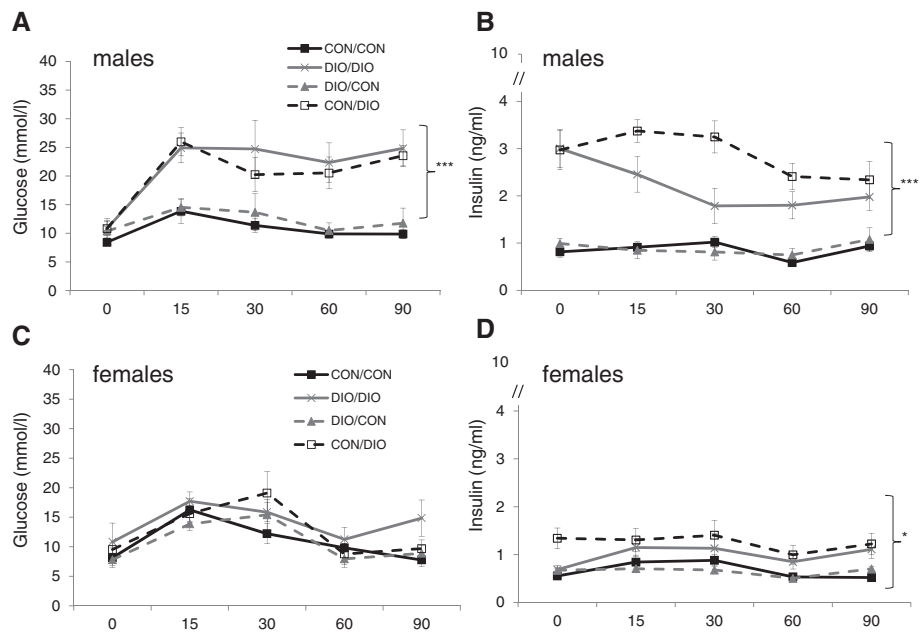 A
males
CON/CON
DIO/DIO
DIO/CON
CON/DIO
Glucose (mmol/l)
40
35
30
25
20
15
10
5
0
***
0 15 30 60 90
B
males
Insulin (ng/ml)
10
//
4
3
2
1
0
***
0 15 30 60 90
C
females
CON/CON
DIO/DIO
DIO/CON
CON/DIO
Glucose (mmol/l)
40
35
30
25
20
15
10
5
0
0 15 30 60 90
D
females
Insulin (ng/ml)
10
//
4
3
2
1
0
*
0 15 30 60 90